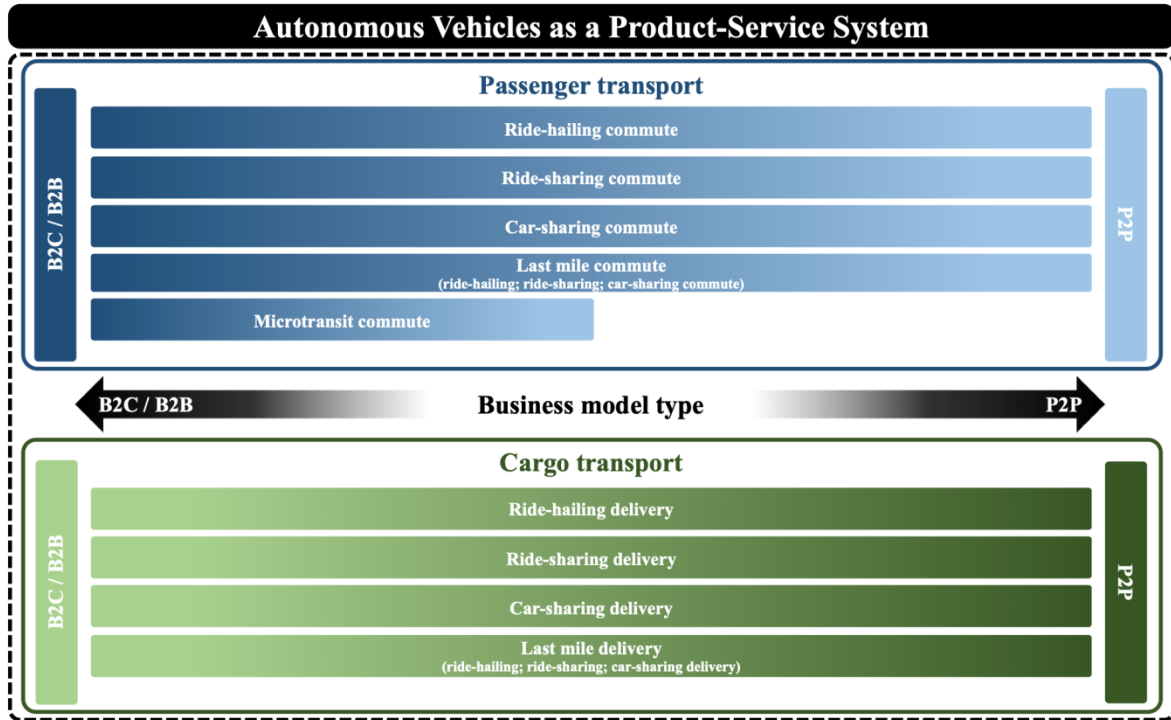 Autonomous Vehicles as a Product-Service System
Passenger transport
B2C / B2B
Ride-hailing commute
Ride-sharing commute
Car-sharing commute
Last mile commute
(ride-hailing; ride-sharing; car-sharing commute)
Microtransit commute
P2P
B2C / B2B
Business model type
P2P
Cargo transport
B2C / B2B
Ride-hailing delivery
Ride-sharing delivery
Car-sharing delivery
Last mile delivery
(ride-hailing; ride-sharing; car-sharing delivery)
P2P